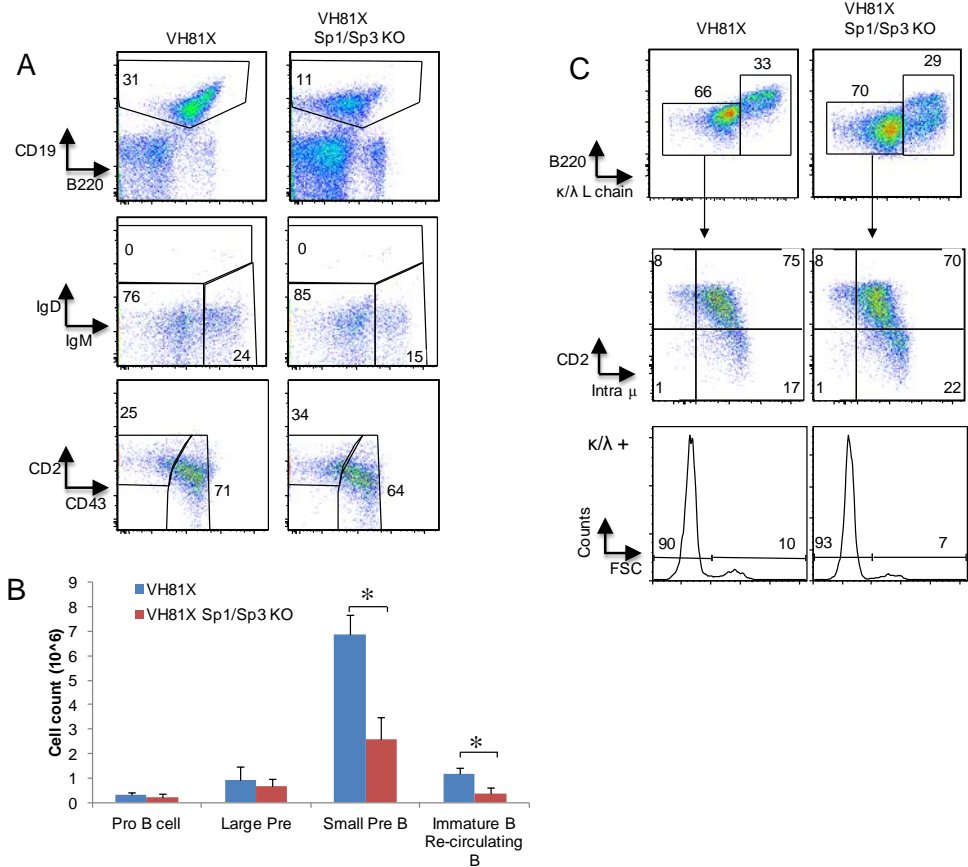 A
VH81X
VH81X
Sp1/Sp3 KO
31
11
CD19
B220
0
0
76
85
IgD
IgM
24
15
25
34
CD2
CD43
71
64
B
9
8
7
6
5
4
3
2
1
0
Cell count (10^6)
VH81X
VH81X Sp1/Sp3 KO
*
*
Pro B cell
Large Pre
Small Pre B
Immature B
Re-circulating
B
C
VH81X
VH81X
Sp1/Sp3 KO
33
29
66
70
B220
κ/λ L chain
8
75
8
70
CD2
Intra μ
1
17
1
22
κ/λ +
Counts
FSC
90
10
93
7